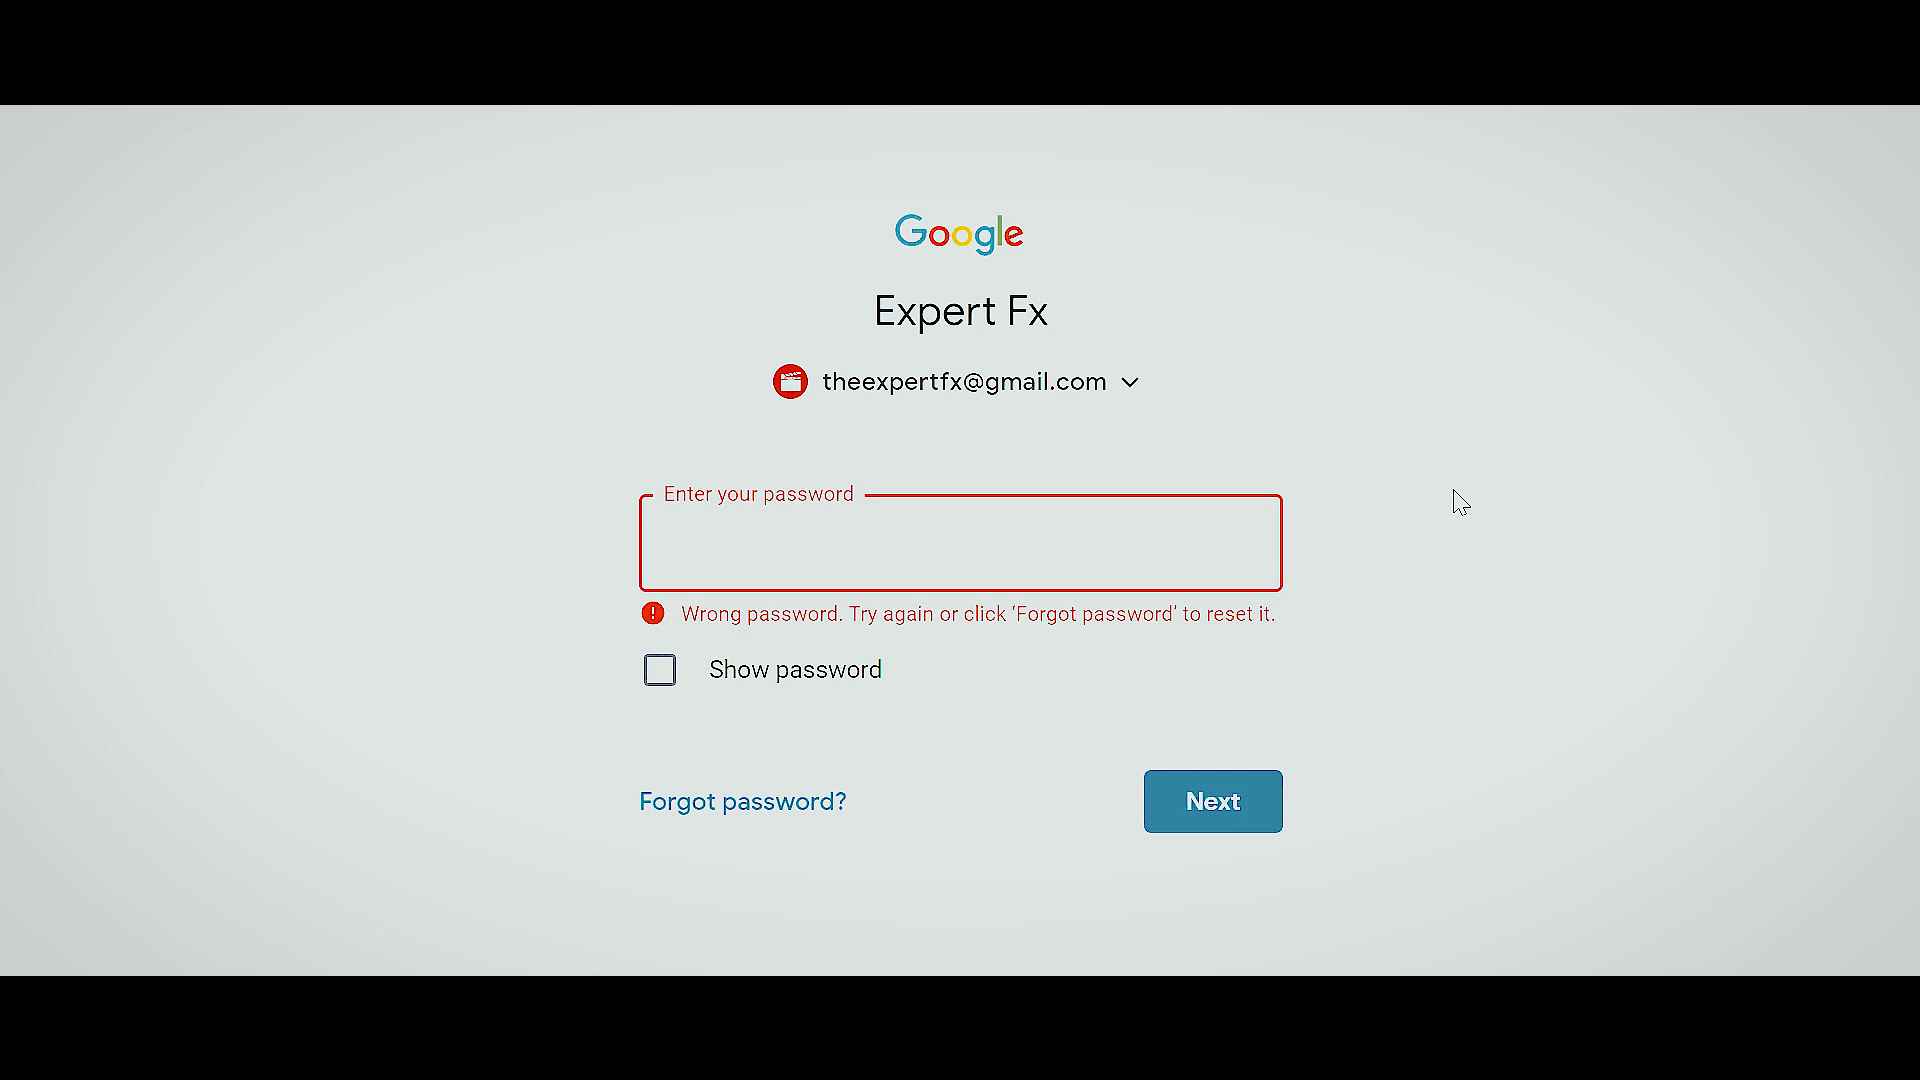 Google
Expert Fx
theexpertfx@gmail.com
Enter your password
Wrong password. Try again or click ‘Forgot password’ to reset it.
Show password
Forgot password?
Next